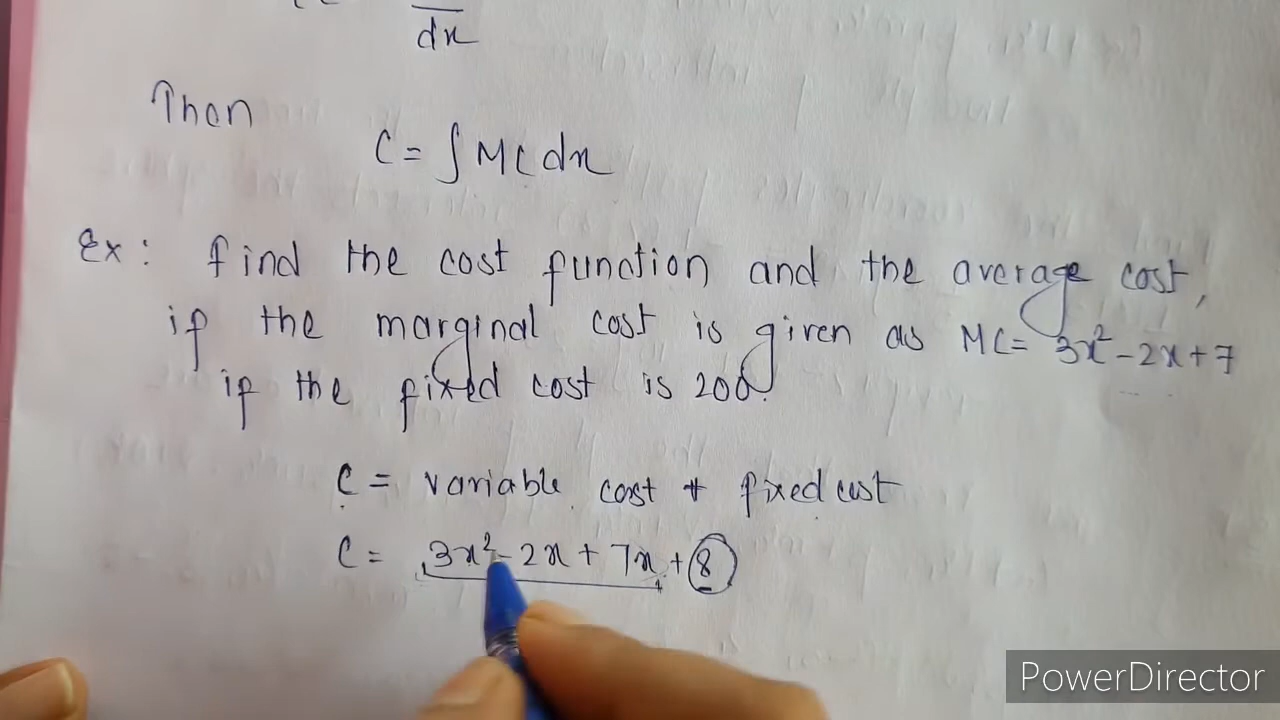 dx
Then
C = ∫ MC dx
Ex: find the cost function and the average cost,
if the marginal cost is given as MC = 3x² - 2x + 7
if the fixed cost is 200.
C = variable cost + fixed cost
C = 3x² - 2x + 7x + 8
PowerDirector